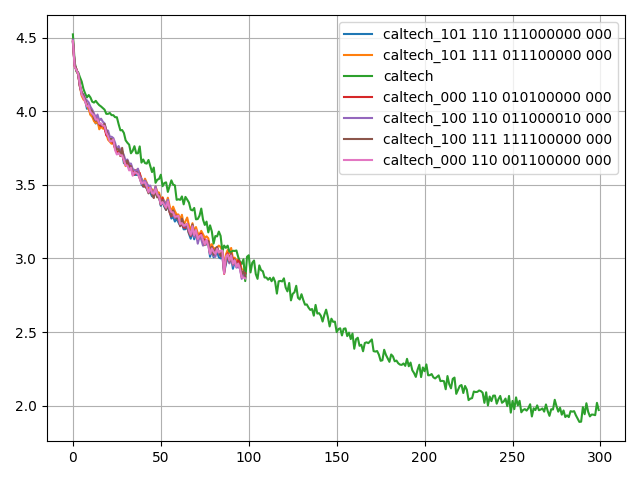 caltech_101 110 111000000 000
caltech_101 111 011100000 000
caltech
caltech_000 110 010100000 000
caltech_100 110 011000010 000
caltech_100 111 111100000 000
caltech_000 110 001100000 000
4.5
4.0
3.5
3.0
2.5
2.0
0 50 100 150 200 250 300